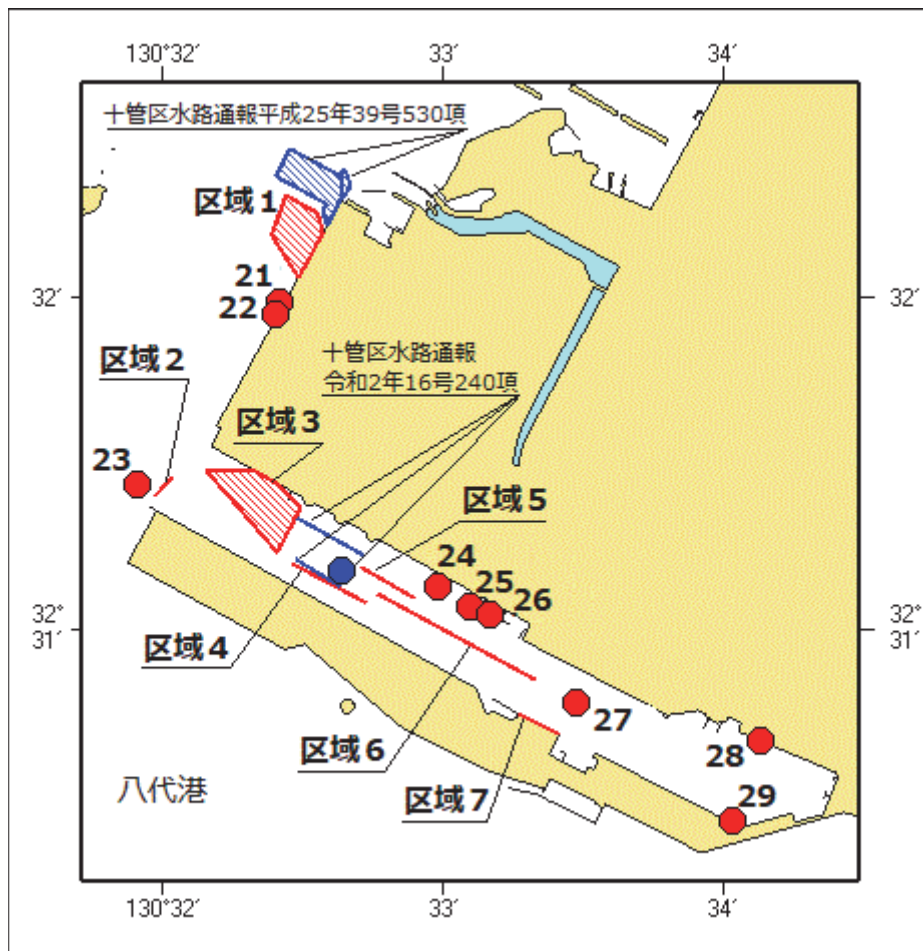 130°32′ 33′ 34′
十管区水路通報平成25年39号530項
区域1
21
32′ 32′
22
十管区水路通報
令和2年16号240項
区域2
区域3
23
区域5
24
25
26
32°
31′ 31′
区域4
27
区域6
28
区域7
29
八代港
130°32′ 33′ 34′